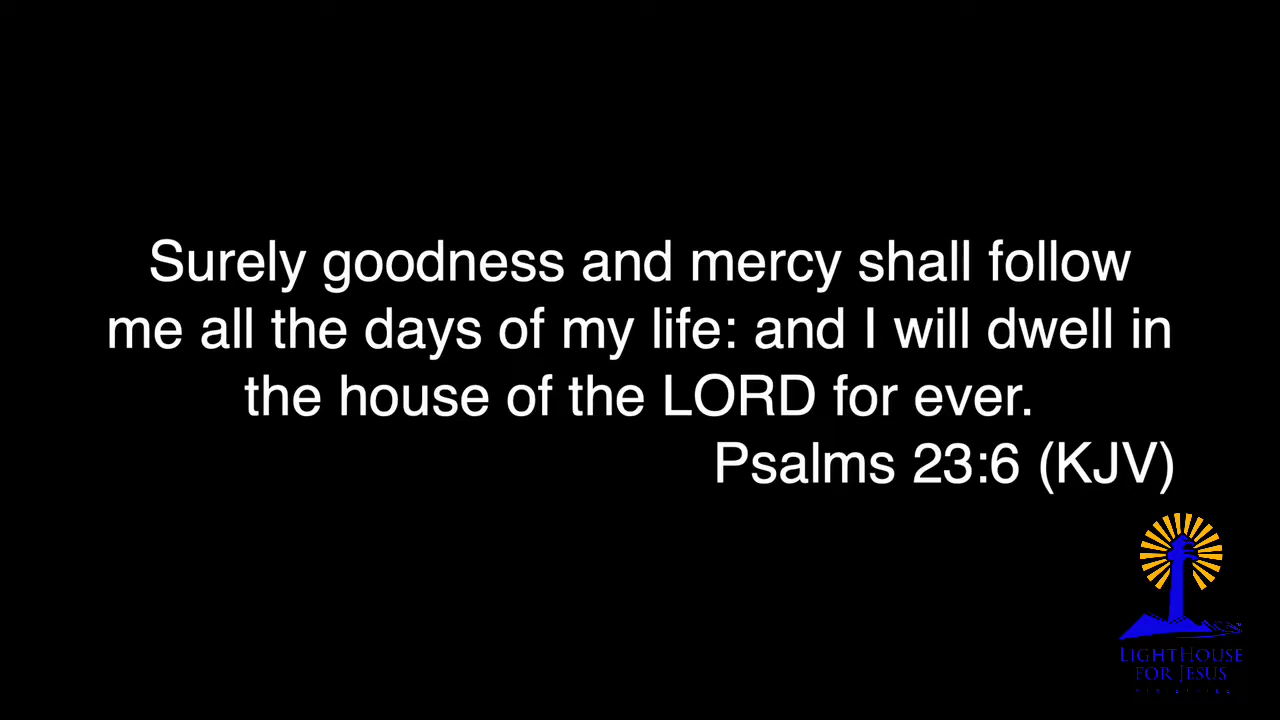 Surely goodness and mercy shall follow
me all the days of my life: and I will dwell in
the house of the LORD for ever.
Psalms 23:6 (KJV)
LIGHTHOUSE
FOR JESUS